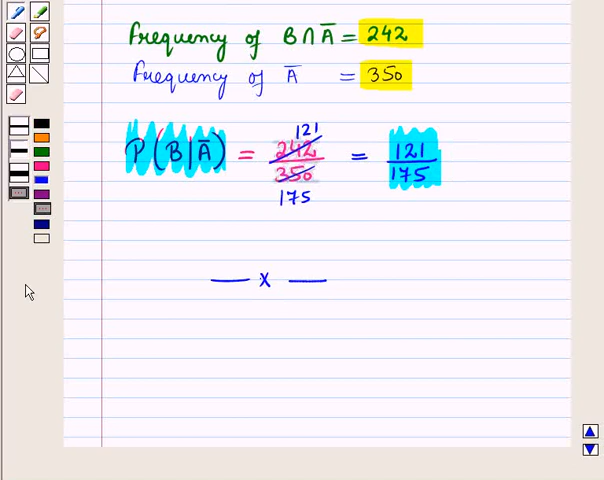 Frequency of B∩A̅ = 242
Frequency of A̅ = 350
121
P(B|A̅) = 242/350 = 121/175
175
— x —